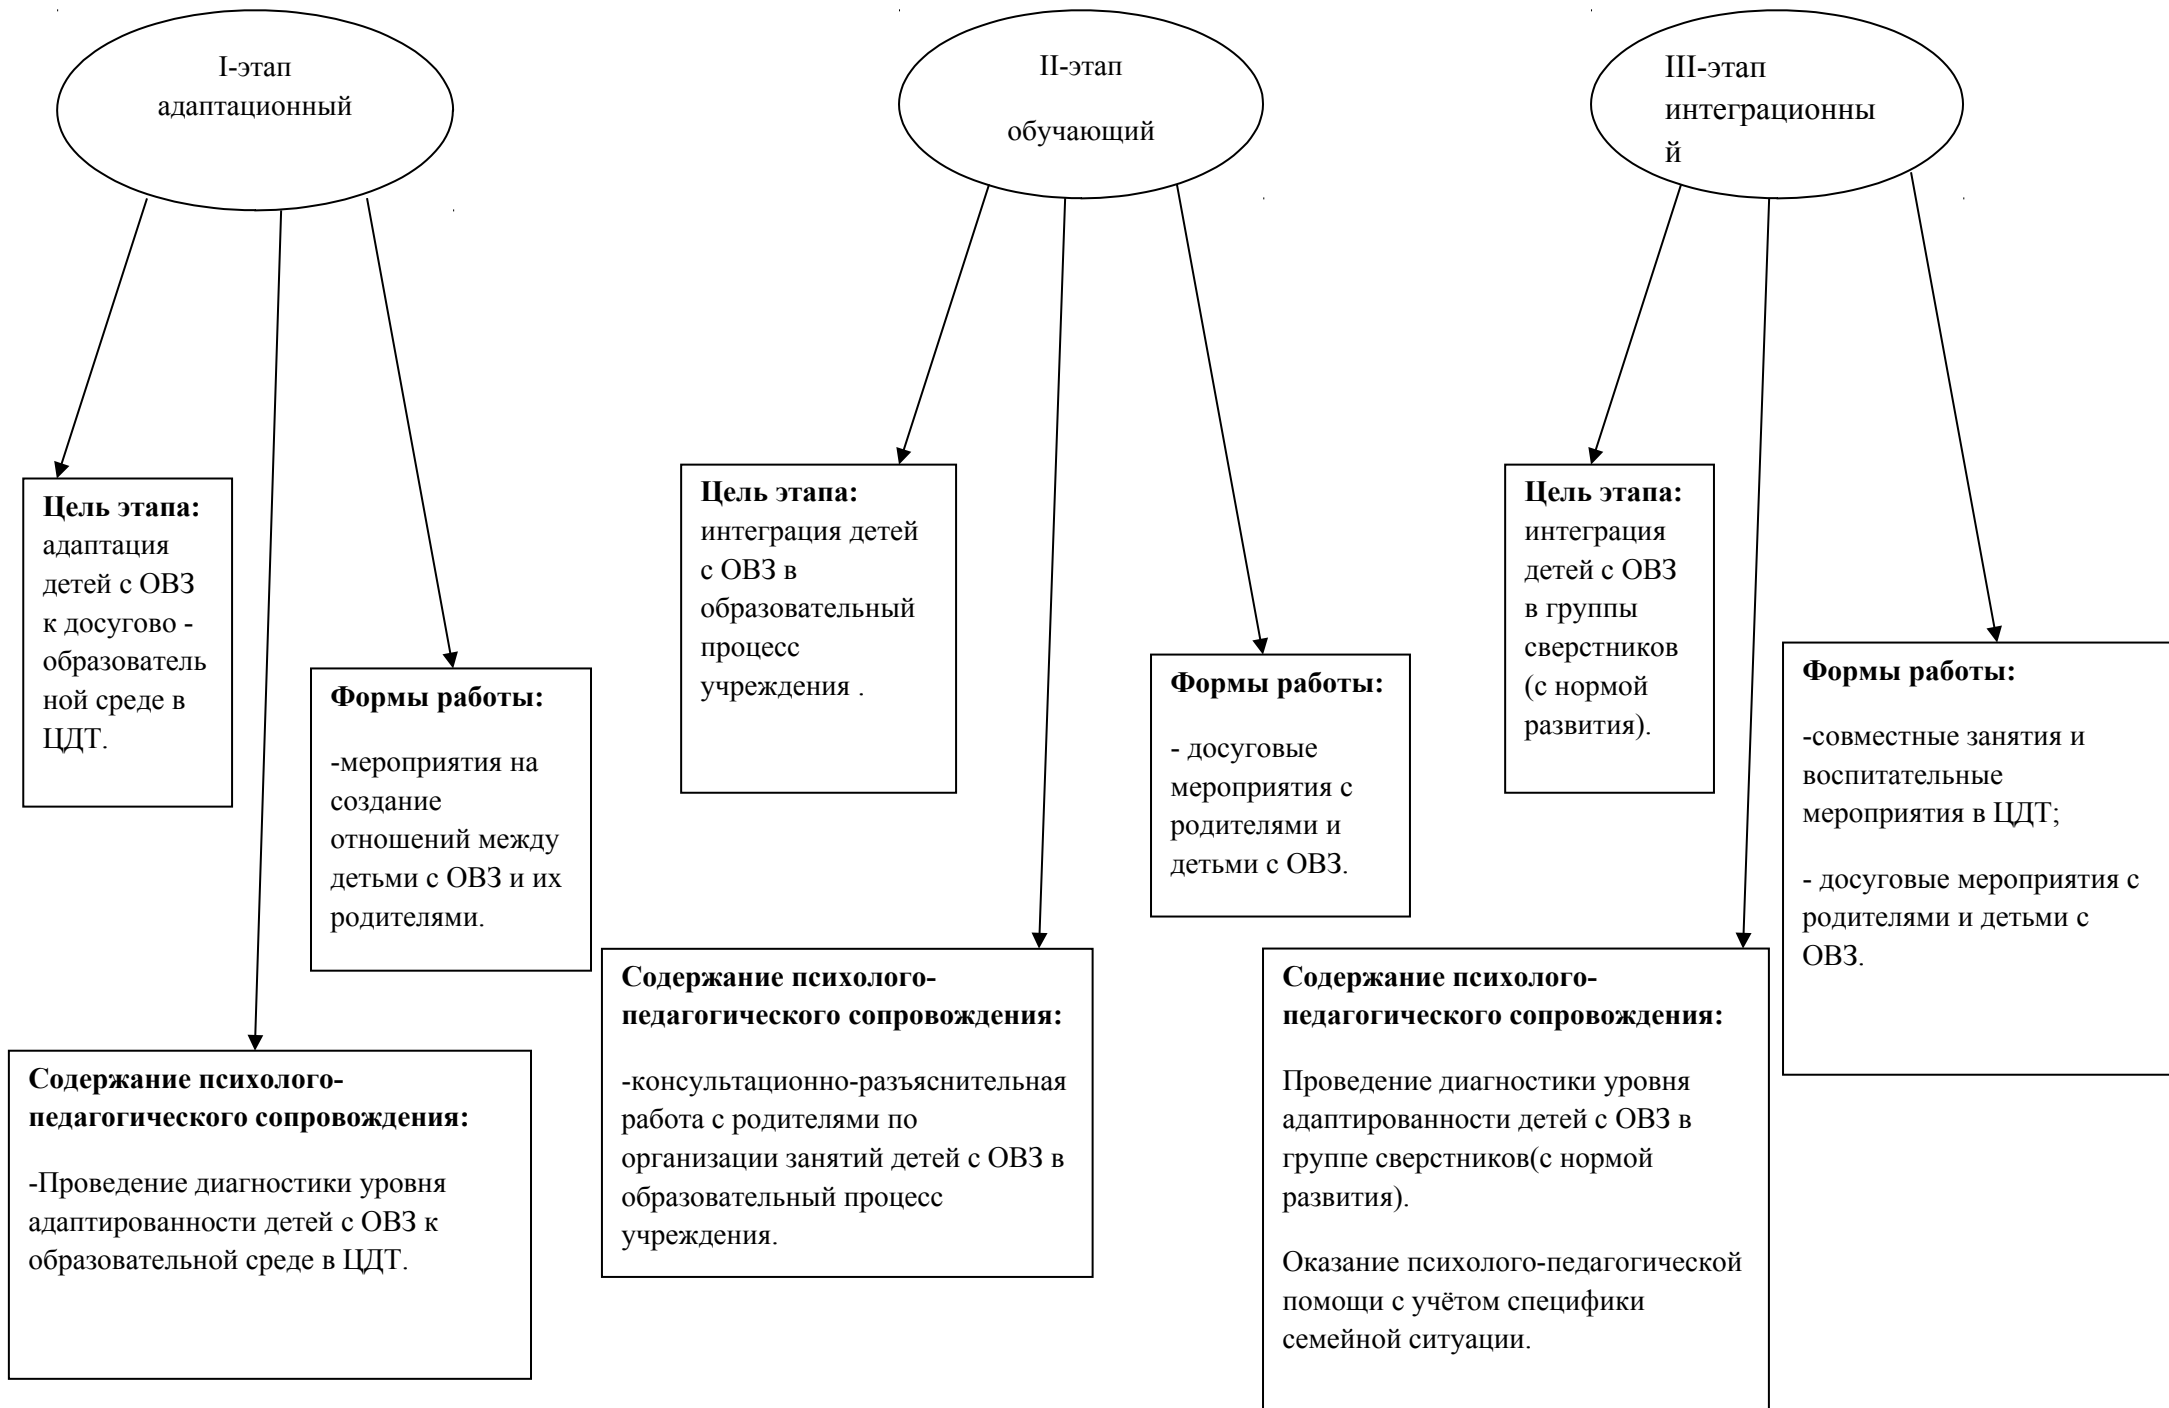 I-этап
адаптационный
II-этап
обучающий
III-этап
интеграционны
й
Цель этапа:
адаптация
детей с ОВЗ
к досугово -
образователь
ной среде в
ЦДТ.
Формы работы:
-мероприятия на
создание
отношений между
детьми с ОВЗ и их
родителями.
Содержание психолого-
педагогического сопровождения:
-Проведение диагностики уровня
адаптированности детей с ОВЗ к
образовательной среде в ЦДТ.
Цель этапа:
интеграция детей
с ОВЗ в
образовательный
процесс
учреждения .
Формы работы:
- досуговые
мероприятия с
родителями и
детьми с ОВЗ.
Содержание психолого-
педагогического сопровождения:
-консультационно-разъяснительная
работа с родителями по
организации занятий детей с ОВЗ в
образовательный процесс
учреждения.
Цель этапа:
интеграция
детей с ОВЗ
в группы
сверстников
(с нормой
развития).
Формы работы:
-совместные занятия и
воспитательные
мероприятия в ЦДТ;
- досуговые мероприятия с
родителями и детьми с
ОВЗ.
Содержание психолого-
педагогического сопровождения:
Проведение диагностики уровня
адаптированности детей с ОВЗ в
группе сверстников(с нормой
развития).
Оказание психолого-педагогической
помощи с учётом специфики
семейной ситуации.